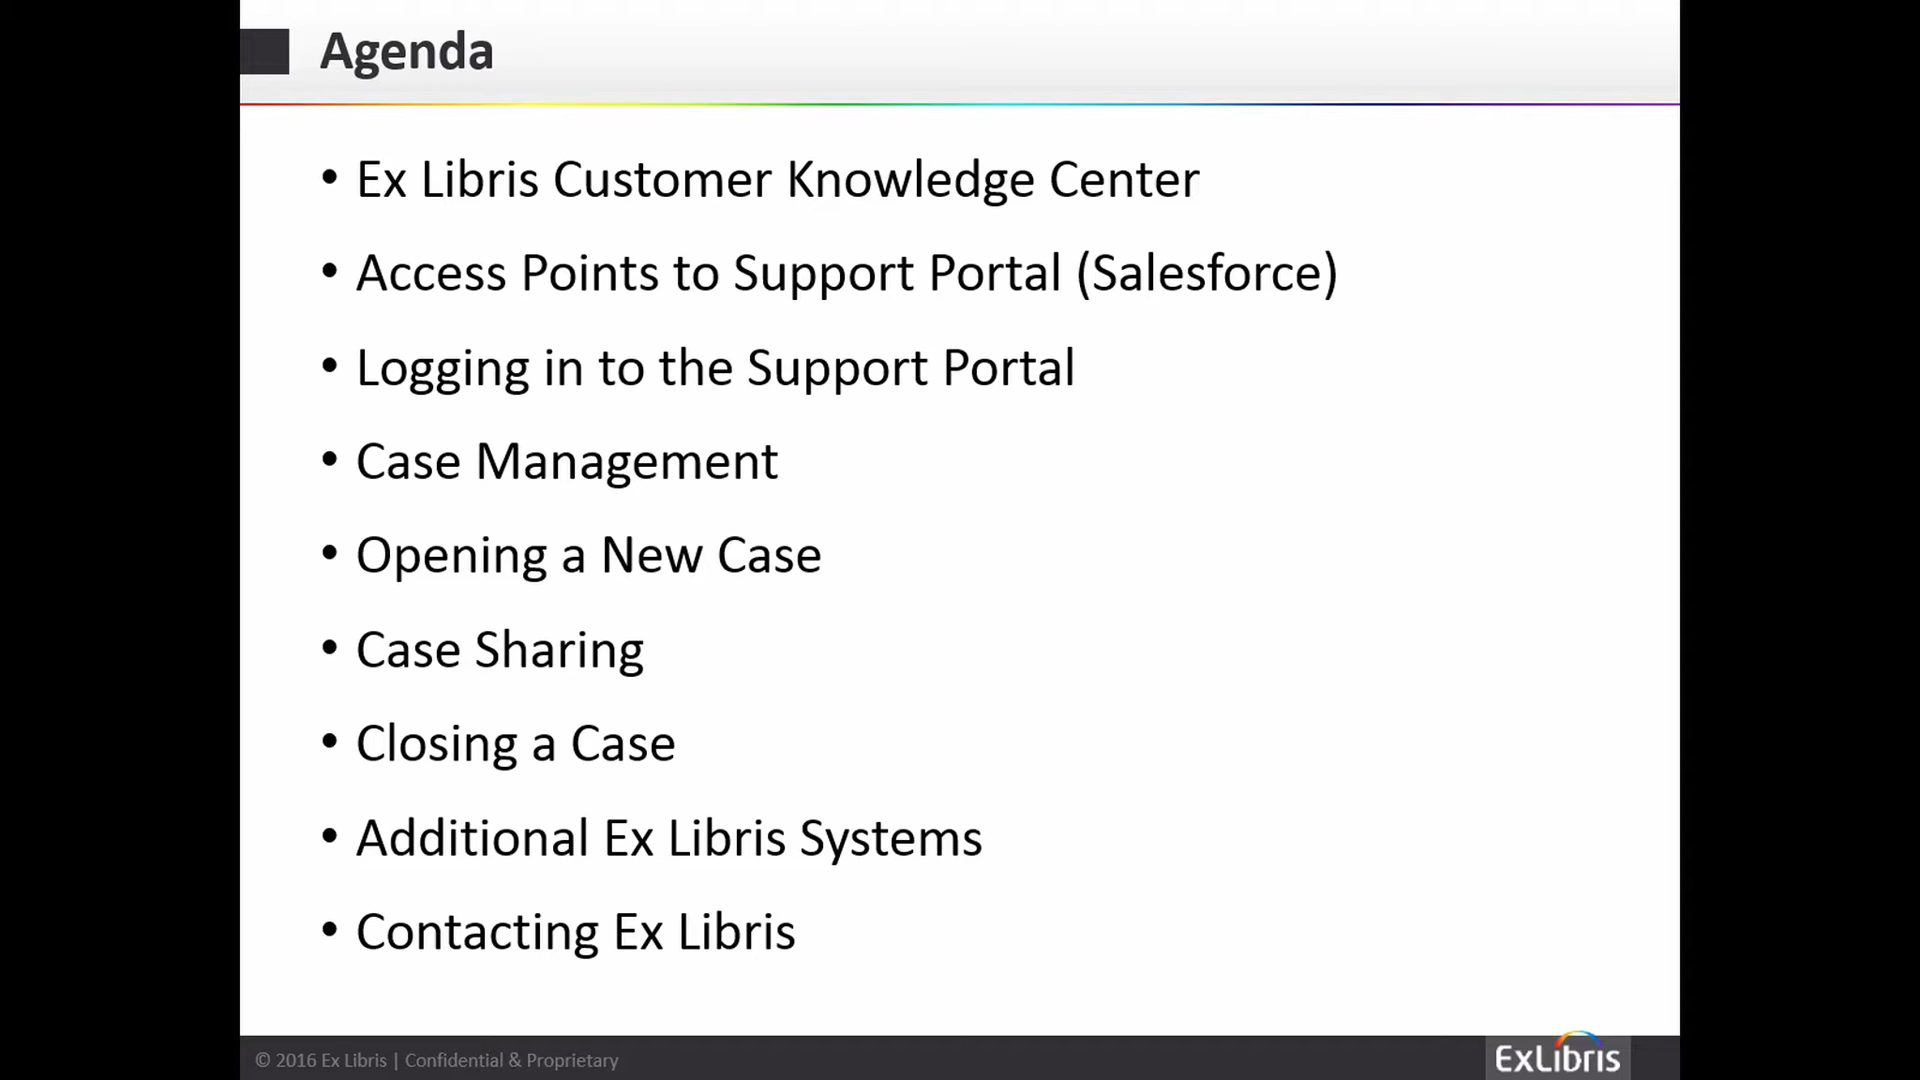 Agenda
• Ex Libris Customer Knowledge Center
• Access Points to Support Portal (Salesforce)
• Logging in to the Support Portal
• Case Management
• Opening a New Case
• Case Sharing
• Closing a Case
• Additional Ex Libris Systems
• Contacting Ex Libris
© 2016 Ex Libris | Confidential & Proprietary
ExLibris